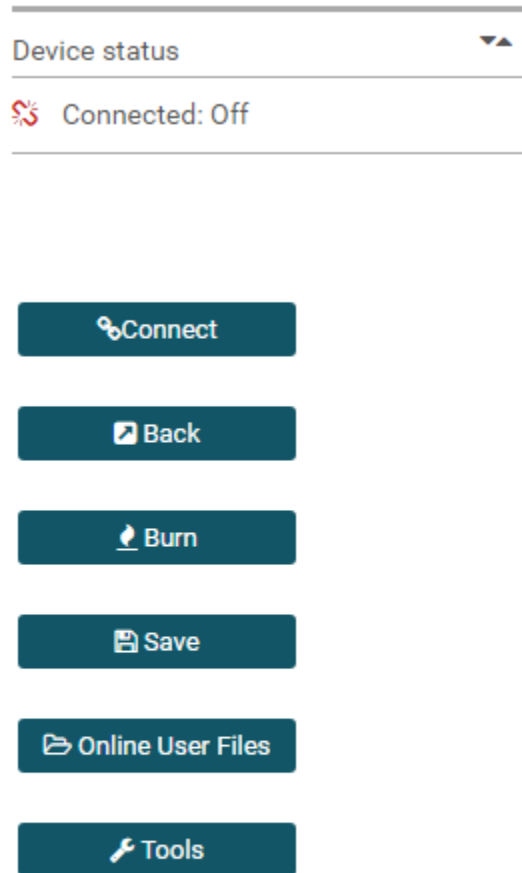 Device status
Connected: Off
Connect
Back
Burn
Save
Online User Files
Tools